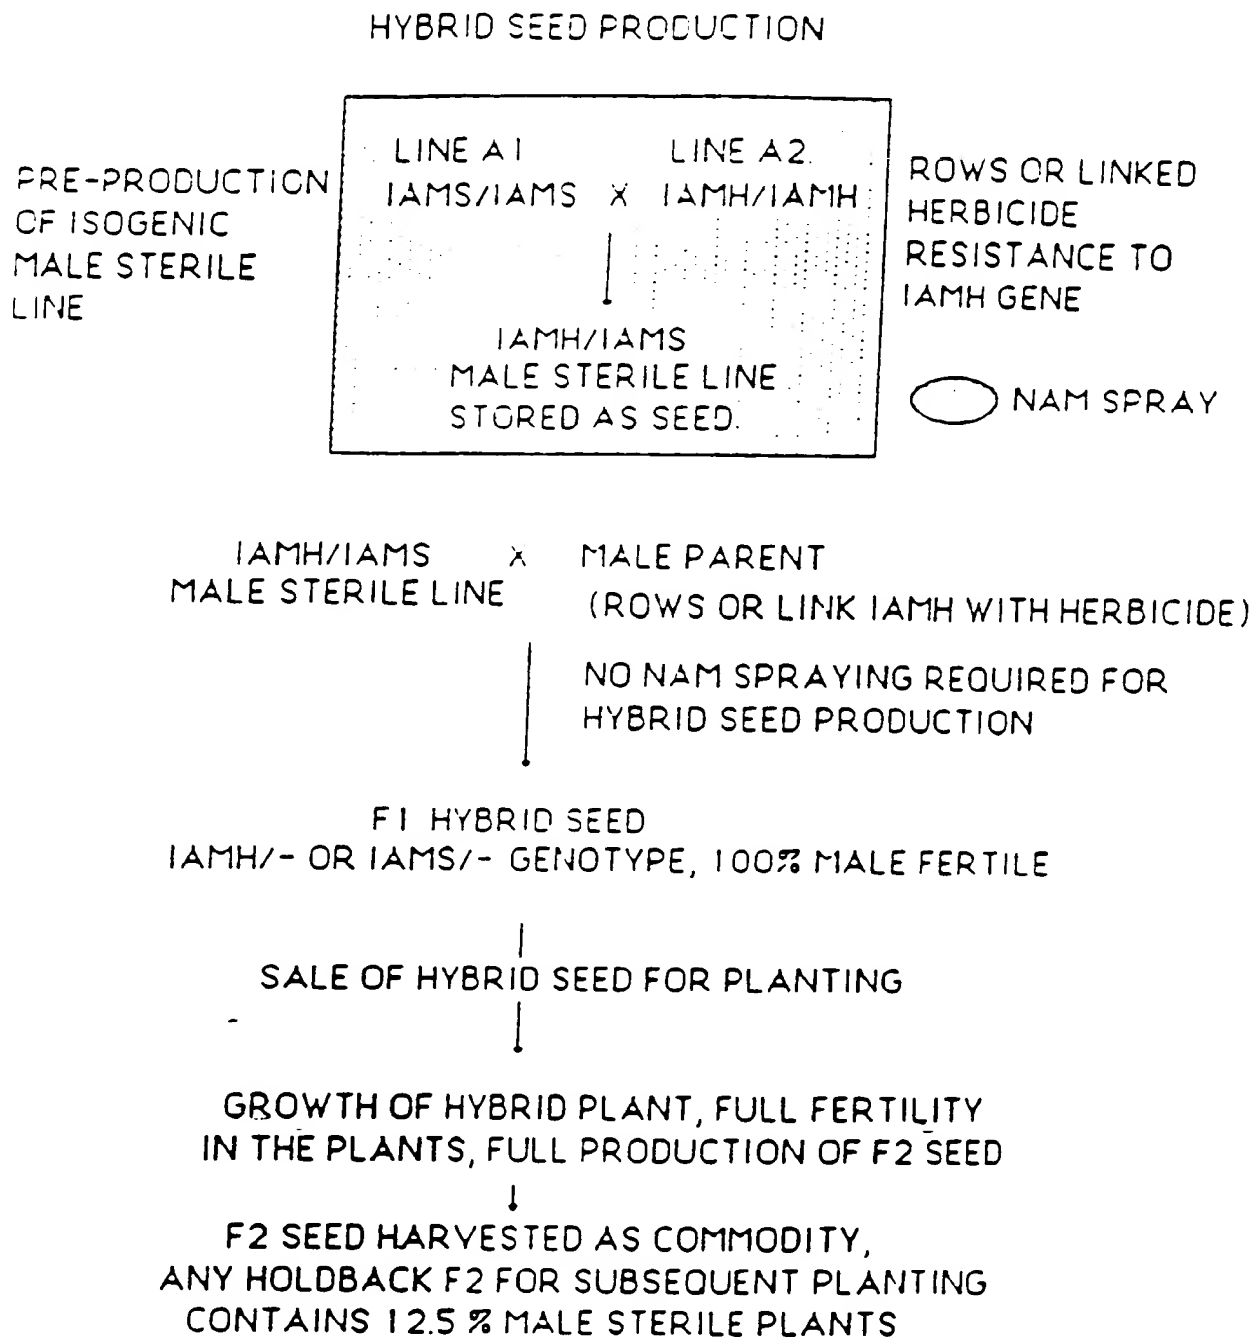 HYBRID SEED PRODUCTION
PRE-PRODUCTION
OF ISOGENIC
MALE STERILE
LINE
LINE A1 LINE A2
IAMS/IAMS X IAMH/IAMH
IAMH/IAMS
MALE STERILE LINE
STORED AS SEED.
ROWS OR LINKED
HERBICIDE
RESISTANCE TO
IAMH GENE
NAM SPRAY
IAMH/IAMS X MALE PARENT
MALE STERILE LINE (ROWS OR LINK IAMH WITH HERBICIDE)
NO NAM SPRAYING REQUIRED FOR
HYBRID SEED PRODUCTION
F1 HYBRID SEED
IAMH/- OR IAMS/- GENOTYPE, 100% MALE FERTILE
SALE OF HYBRID SEED FOR PLANTING
GROWTH OF HYBRID PLANT, FULL FERTILITY
IN THE PLANTS, FULL PRODUCTION OF F2 SEED
F2 SEED HARVESTED AS COMMODITY,
ANY HOLDBACK F2 FOR SUBSEQUENT PLANTING
CONTAINS 12.5 % MALE STERILE PLANTS